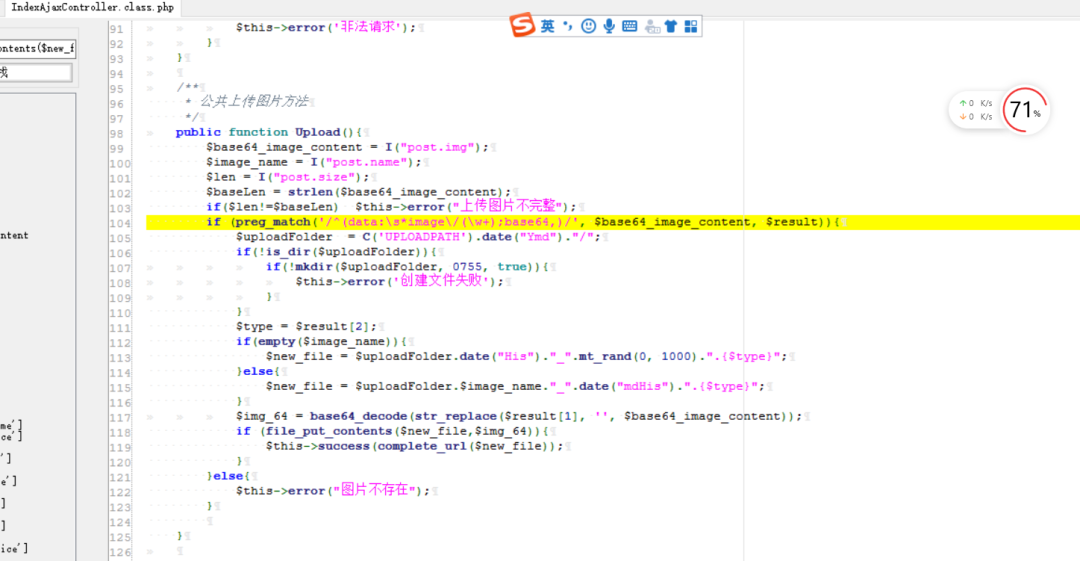 IndexAjaxController.class.php
英
ontents($new_f
找
ntent
me']
ce']
']
e']
]
]
ice']
0 K/s
0 K/s
71%
91 $this->error('非法请求');
92 }
93 }
94
95 /**
96 * 公共上传图片方法
97 */
98 public function Upload(){
99 $base64_image_content = I("post.img");
100 $image_name = I("post.name");
101 $len = I("post.size");
102 $baseLen = strlen($base64_image_content);
103 if($len!=$baseLen) $this->error("上传图片不完整");
104 if (preg_match('/^(data:\s*image\/(\w+);base64,)/', $base64_image_content, $result)){
105 $uploadFolder = C('UPLOADPATH').date("Ymd")."/";
106 if(!is_dir($uploadFolder)){
107 if(!mkdir($uploadFolder, 0755, true)){
108 $this->error('创建文件失败');
109 }
110 }
111 $type = $result[2];
112 if(empty($image_name)){
113 $new_file = $uploadFolder.date("His")."_".mt_rand(0, 1000).".{$type}";
114 }else{
115 $new_file = $uploadFolder.$image_name."_".date("mdHis").".{$type}";
116 }
117 $img_64 = base64_decode(str_replace($result[1], '', $base64_image_content));
118 if (file_put_contents($new_file,$img_64)){
119 $this->success(complete_url($new_file));
120 }
121 }else{
122 $this->error("图片不存在");
123 }
124
125 }
126